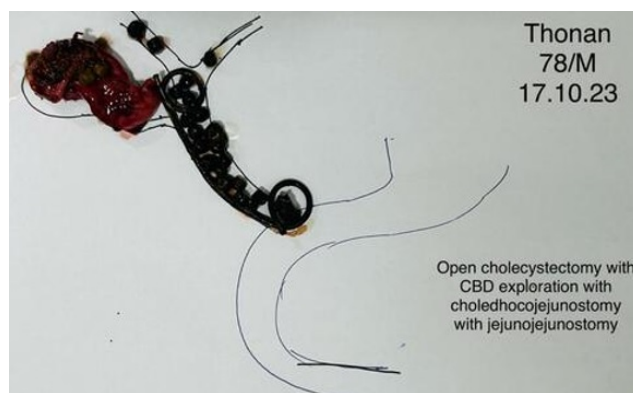 Thonan
78/M
17.10.23
Open cholecystectomy with
CBD exploration with
choledhocojejunostomy
with jejunojejunostomy